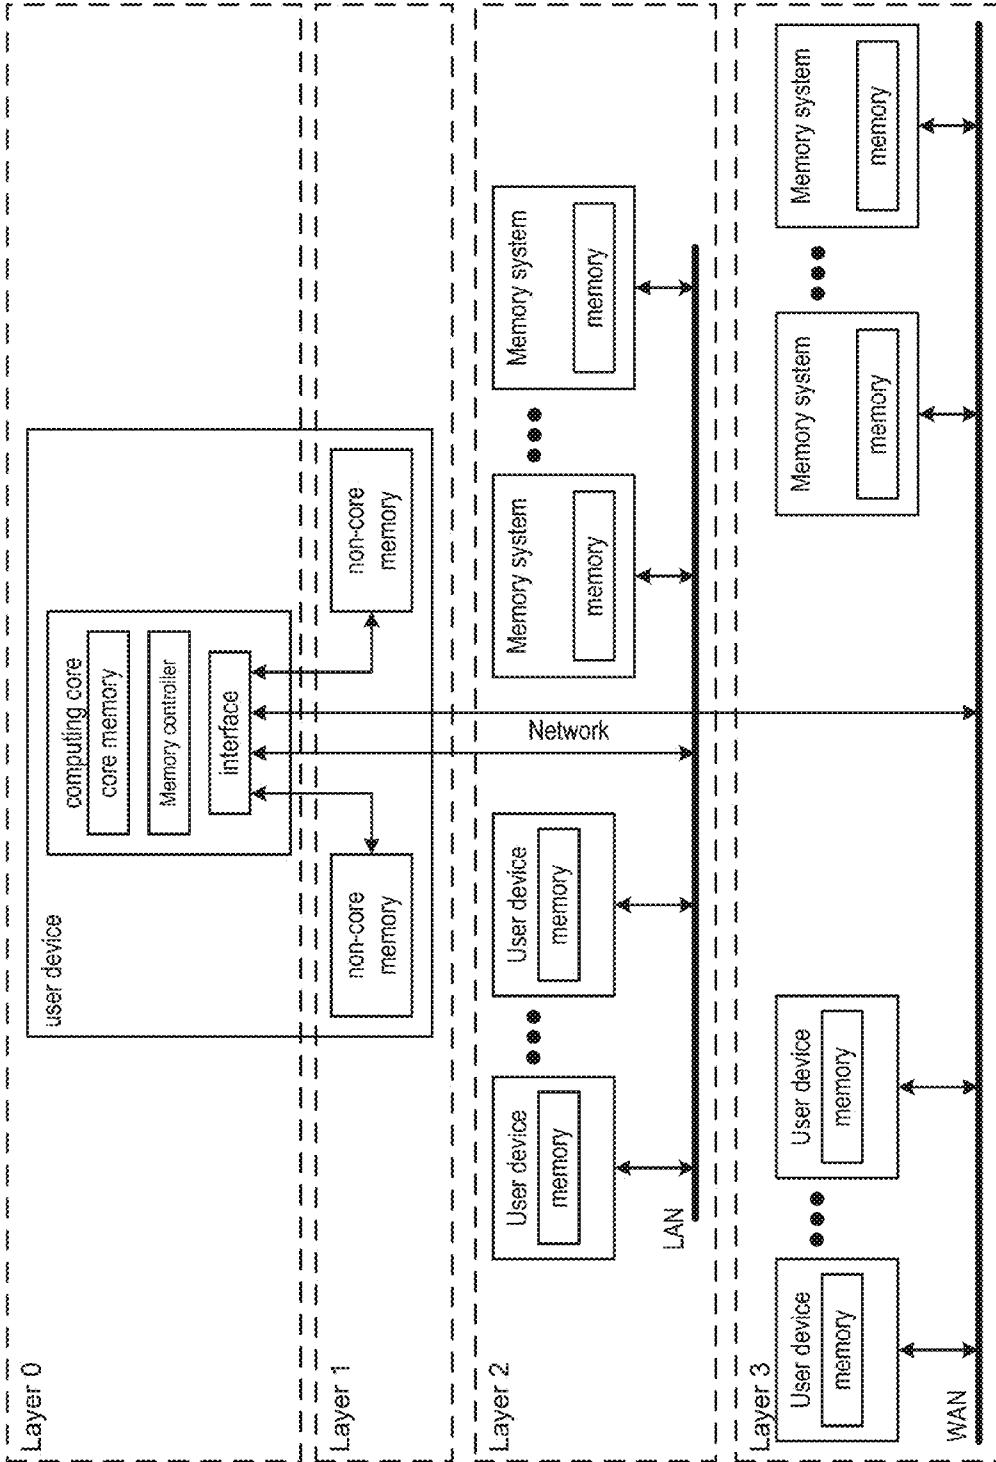 Layer 0
user device
computing core
core memory
Memory controller
interface
Layer 1
non-core
memory
non-core
memory
Layer 2
User device
memory
User device
memory
Network
Memory system
memory
Memory system
memory
LAN
Layer 3
User device
memory
User device
memory
Memory system
memory
Memory system
memory
WAN